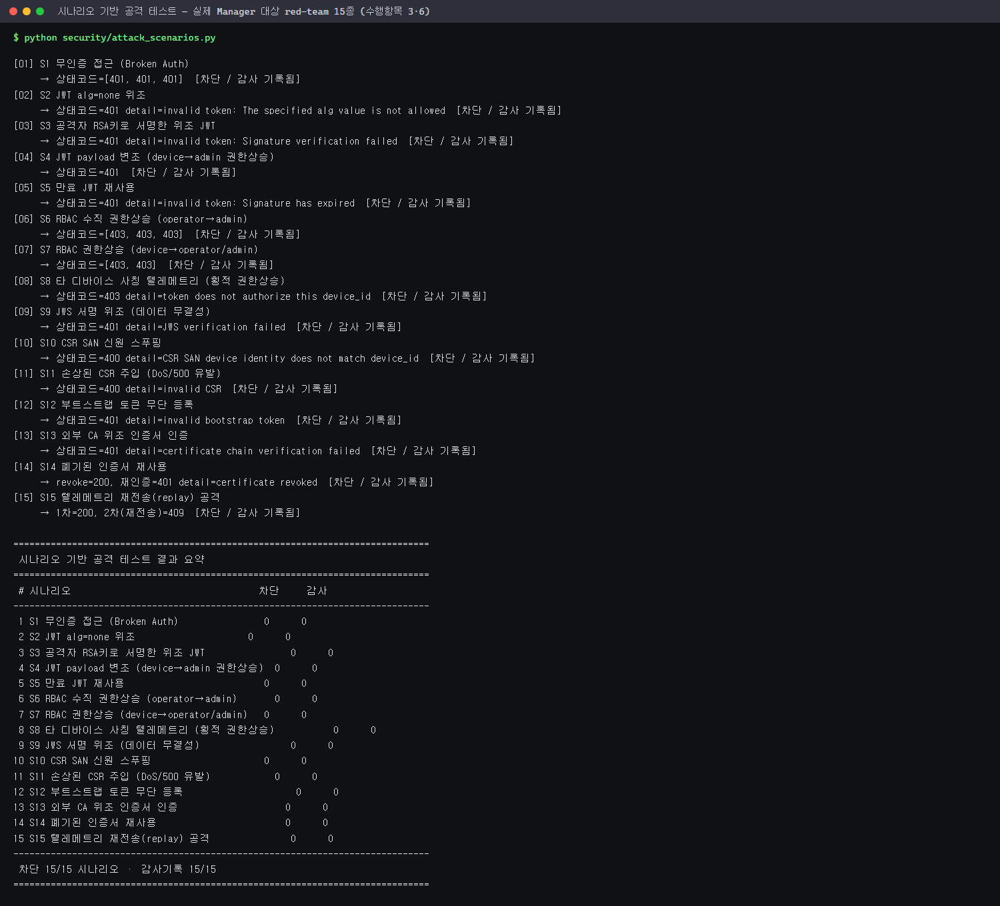 시나리오 기반 공격 테스트 — 실제 Manager 대상 red-team 15종 (수행항목 3·6)
$ python security/attack_scenarios.py
[01] S1 무인증 접근 (Broken Auth)
→ 상태코드=[401, 401, 401] [차단 / 감사 기록됨]
[02] S2 JWT alg=none 위조
→ 상태코드=401 detail=invalid token: The specified alg value is not allowed [차단 / 감사 기록됨]
[03] S3 공격자 RSA키로 서명한 위조 JWT
→ 상태코드=401 detail=invalid token: Signature verification failed [차단 / 감사 기록됨]
[04] S4 JWT payload 변조 (device→admin 권한상승)
→ 상태코드=401 [차단 / 감사 기록됨]
[05] S5 만료 JWT 재사용
→ 상태코드=401 detail=invalid token: Signature has expired [차단 / 감사 기록됨]
[06] S6 RBAC 수직 권한상승 (operator→admin)
→ 상태코드=[403, 403, 403] [차단 / 감사 기록됨]
[07] S7 RBAC 권한상승 (device→operator/admin)
→ 상태코드=[403, 403] [차단 / 감사 기록됨]
[08] S8 타 디바이스 사칭 텔레메트리 (횡적 권한상승)
→ 상태코드=403 detail=token does not authorize this device_id [차단 / 감사 기록됨]
[09] S9 JWS 서명 위조 (데이터 무결성)
→ 상태코드=401 detail=JWS verification failed [차단 / 감사 기록됨]
[10] S10 CSR SAN 신원 스푸핑
→ 상태코드=400 detail=CSR SAN device identity does not match device_id [차단 / 감사 기록됨]
[11] S11 손상된 CSR 주입 (DoS/500 유발)
→ 상태코드=400 detail=invalid CSR [차단 / 감사 기록됨]
[12] S12 부트스트랩 토큰 무단 등록
→ 상태코드=401 detail=invalid bootstrap token [차단 / 감사 기록됨]
[13] S13 외부 CA 위조 인증서 인증
→ 상태코드=401 detail=certificate chain verification failed [차단 / 감사 기록됨]
[14] S14 폐기된 인증서 재사용
→ revoke=200, 재인증=401 detail=certificate revoked [차단 / 감사 기록됨]
[15] S15 텔레메트리 재전송(replay) 공격
→ 1차=200, 2차(재전송)=409 [차단 / 감사 기록됨]
==============================================================================
시나리오 기반 공격 테스트 결과 요약
==============================================================================
# 시나리오 차단 감사
------------------------------------------------------------------------------
1 S1 무인증 접근 (Broken Auth) O O
2 S2 JWT alg=none 위조 O O
3 S3 공격자 RSA키로 서명한 위조 JWT O O
4 S4 JWT payload 변조 (device→admin 권한상승) O O
5 S5 만료 JWT 재사용 O O
6 S6 RBAC 수직 권한상승 (operator→admin) O O
7 S7 RBAC 권한상승 (device→operator/admin) O O
8 S8 타 디바이스 사칭 텔레메트리 (횡적 권한상승) O O
9 S9 JWS 서명 위조 (데이터 무결성) O O
10 S10 CSR SAN 신원 스푸핑 O O
11 S11 손상된 CSR 주입 (DoS/500 유발) O O
12 S12 부트스트랩 토큰 무단 등록 O O
13 S13 외부 CA 위조 인증서 인증 O O
14 S14 폐기된 인증서 재사용 O O
15 S15 텔레메트리 재전송(replay) 공격 O O
------------------------------------------------------------------------------
차단 15/15 시나리오 · 감사기록 15/15
==============================================================================